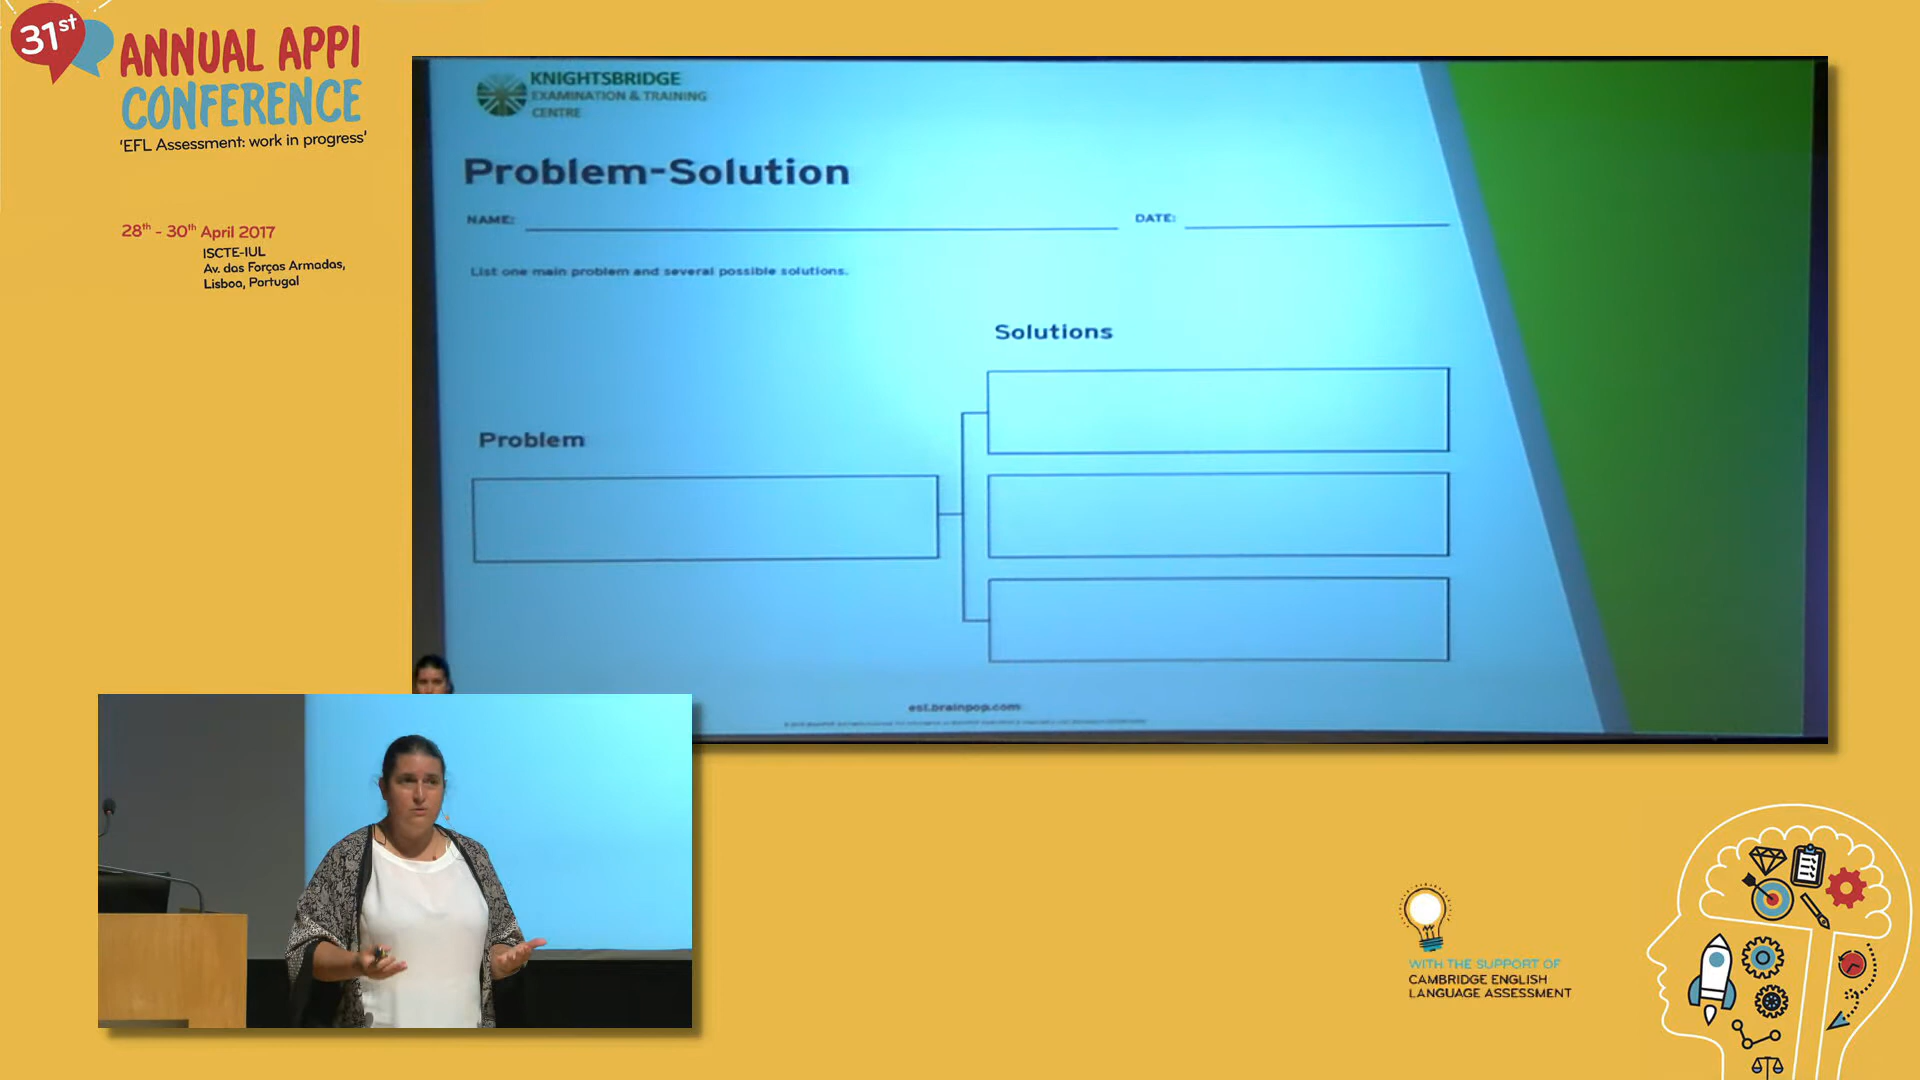 31st
ANNUAL APPI
CONFERENCE
'EFL Assessment: work in progress'
28th - 30th April 2017
ISCTE-IUL
Av. das Forças Armadas,
Lisboa, Portugal
KNIGHTSBRIDGE
EXAMINATION & TRAINING
CENTRE
Problem-Solution
NAME:
DATE:
List one main problem and several possible solutions.
Solutions
Problem
esl.brainpop.com
WITH THE SUPPORT OF
CAMBRIDGE ENGLISH
LANGUAGE ASSESSMENT